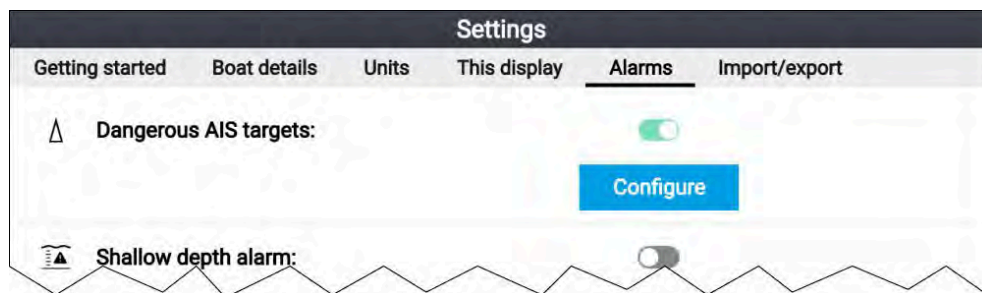 Settings
Getting started Boat details Units This display Alarms Import/export
Dangerous AIS targets:
Configure
Shallow depth alarm: